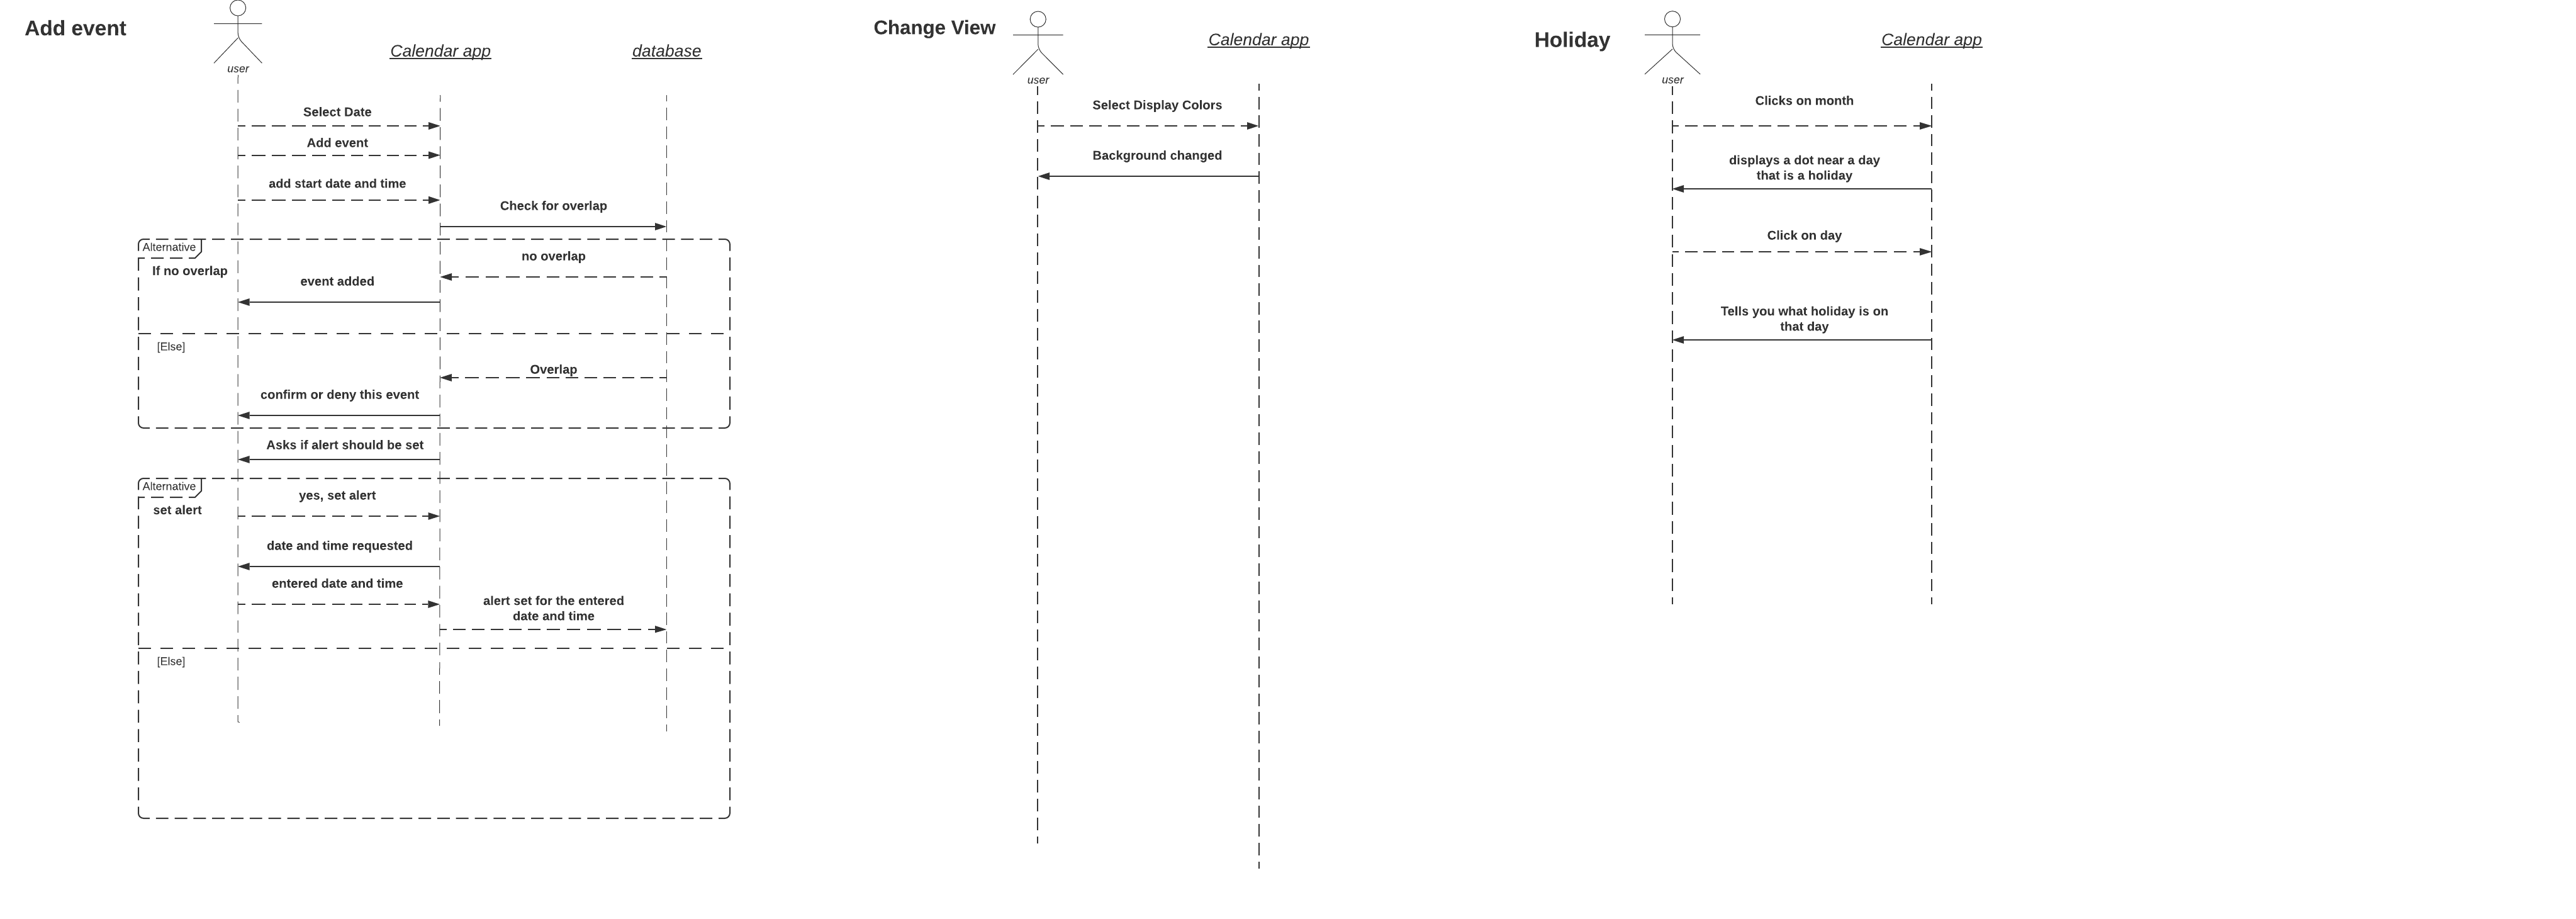 Add event
user
Calendar app
database
Select Date
Add event
add start date and time
Check for overlap
Alternative
If no overlap
no overlap
event added
[Else]
Overlap
confirm or deny this event
Asks if alert should be set
Alternative
set alert
yes, set alert
date and time requested
entered date and time
alert set for the entered
date and time
[Else]
Change View
user
Calendar app
Select Display Colors
Background changed
Holiday
user
Calendar app
Clicks on month
displays a dot near a day
that is a holiday
Click on day
Tells you what holiday is on
that day